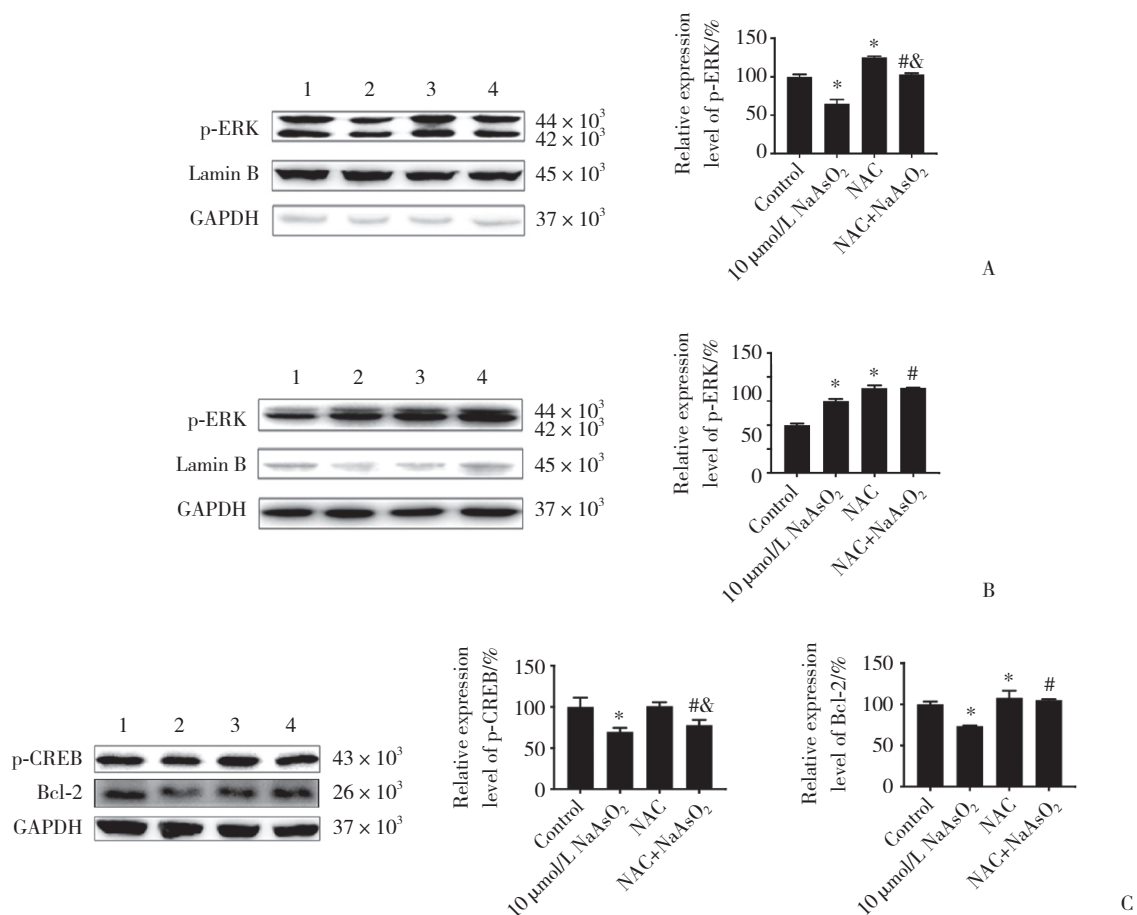 1 2 3 4
p-ERK 44 × 10³
42 × 10³
Lamin B 45 × 10³
GAPDH 37 × 10³
Relative expression
level of p-ERK/%
150
100
50
0
* * #&
Control
10 μmol/L NaAsO₂
NAC
NAC+NaAsO₂
A
1 2 3 4
p-ERK 44 × 10³
42 × 10³
Lamin B 45 × 10³
GAPDH 37 × 10³
Relative expression
level of p-ERK/%
150
100
50
0
* * #
Control
10 μmol/L NaAsO₂
NAC
NAC+NaAsO₂
B
1 2 3 4
p-CREB 43 × 10³
Bcl-2 26 × 10³
GAPDH 37 × 10³
Relative expression
level of p-CREB/%
150
100
50
0
* #&
Control
10 μmol/L NaAsO₂
NAC
NAC+NaAsO₂
Relative expression
level of Bcl-2/%
150
100
50
0
* * #
Control
10 μmol/L NaAsO₂
NAC
NAC+NaAsO₂
C